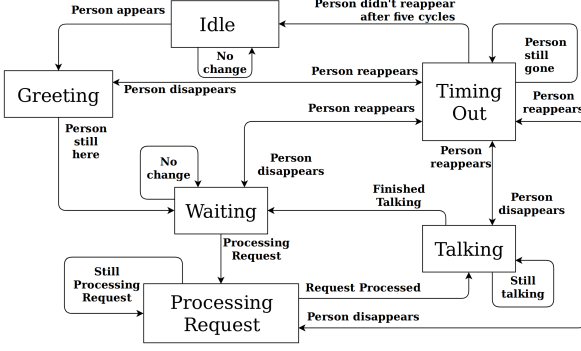 Person appears
Idle
Person didn't reappear
after five cycles
No
change
Person
still
gone
Greeting
Person disappears
Person reappears
Timing
Out
Person
reappears
Person reappears
Person
still
here
No
change
Person
disappears
Person
reappears
Person
disappears
Finished
Talking
Waiting
Processing
Request
Talking
Still
talking
Still
Processing
Request
Processing
Request
Request Processed
Person disappears